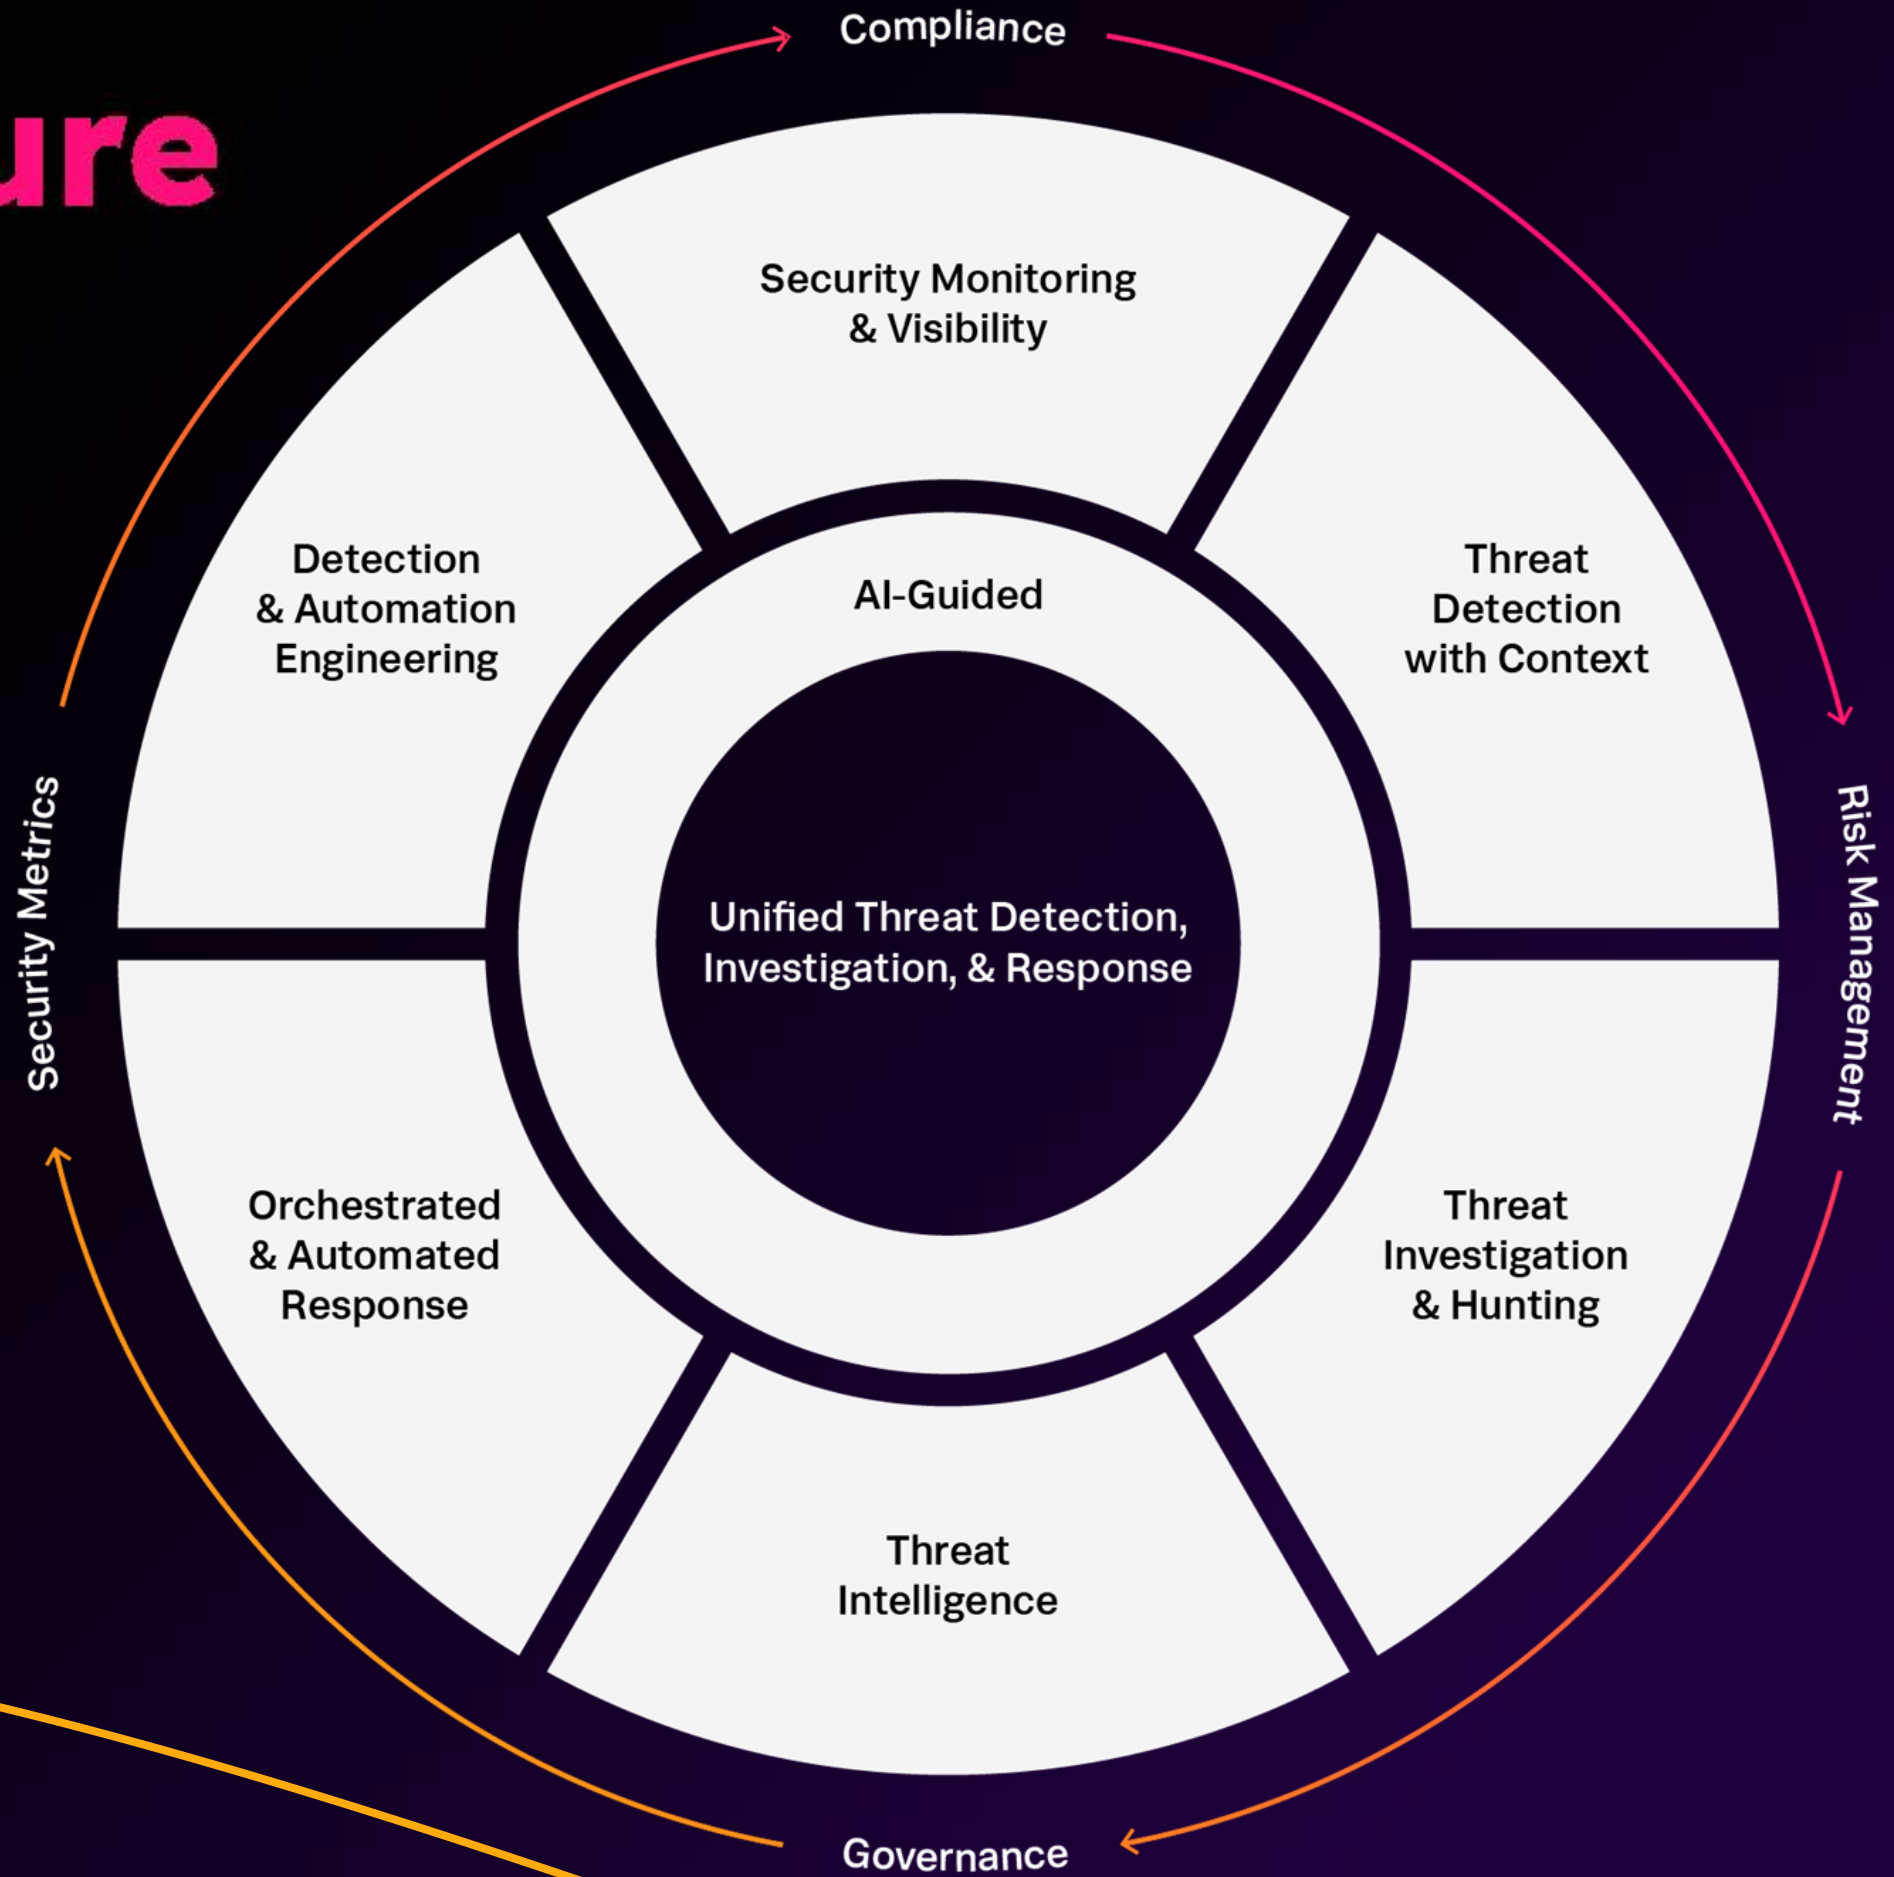 Compliance
ure
Security Monitoring
& Visibility
Detection
& Automation
Engineering
Threat
Detection
with Context
AI-Guided
Security Metrics
Unified Threat Detection,
Investigation, & Response
Risk Management
Orchestrated
& Automated
Response
Threat
Investigation
& Hunting
Threat
Intelligence
Governance